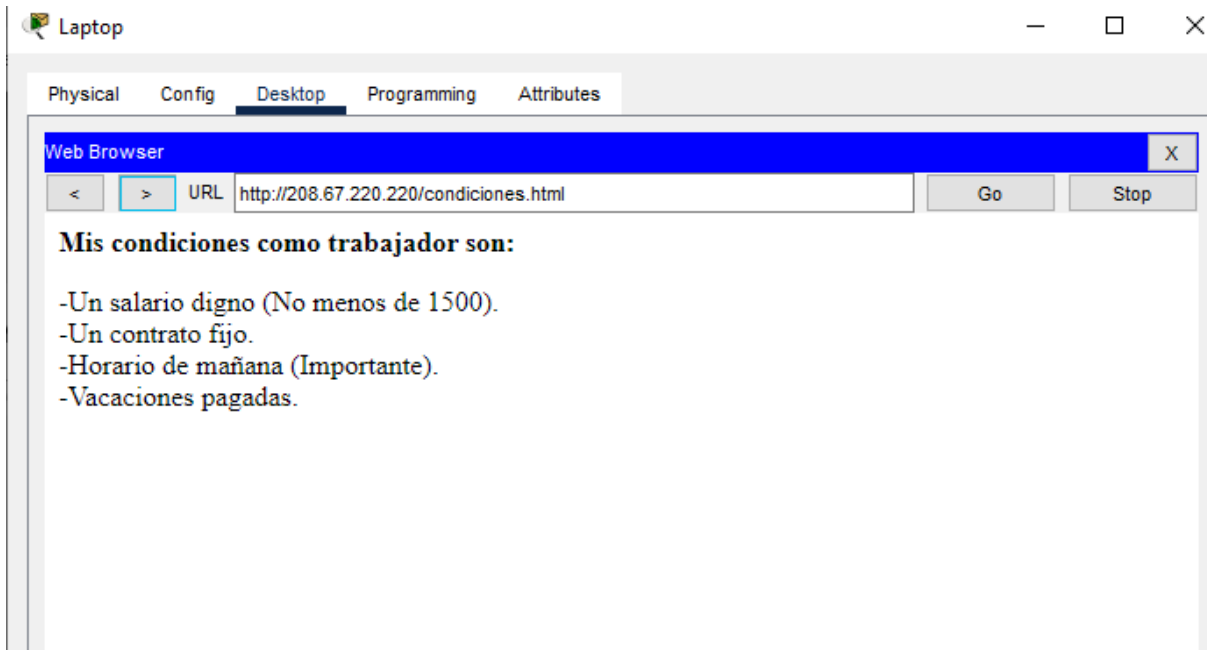 Laptop
Physical Config Desktop Programming Attributes
Web Browser X
< > URL http://208.67.220.220/condiciones.html Go Stop
Mis condiciones como trabajador son:
-Un salario digno (No menos de 1500).
-Un contrato fijo.
-Horario de mañana (Importante).
-Vacaciones pagadas.